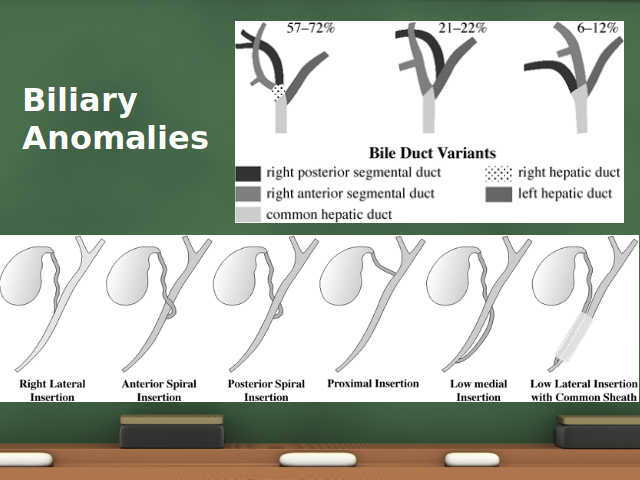 Biliary
Anomalies
57–72%
21–22%
6–12%
Bile Duct Variants
right posterior segmental duct
right hepatic duct
right anterior segmental duct
left hepatic duct
common hepatic duct
Right Lateral
Insertion
Anterior Spiral
Insertion
Posterior Spiral
Insertion
Proximal Insertion
Low medial
Insertion
Low Lateral Insertion
with Common Sheath